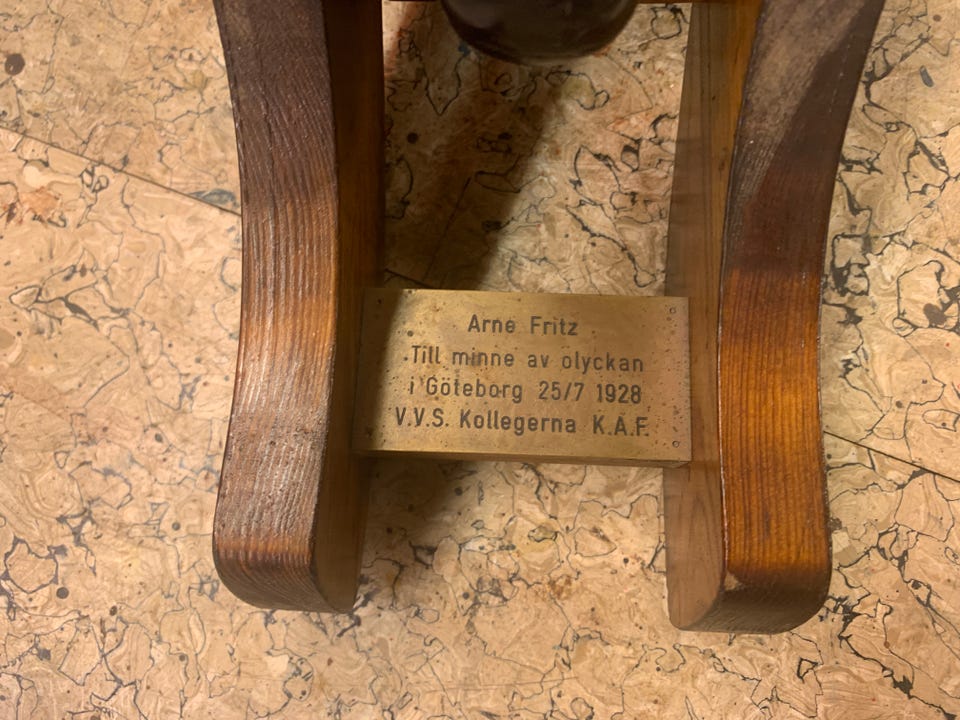 Arne Fritz
Till minne av olyckan
i Göteborg 25/7 1928
V.V.S. Kollegerna K.A.F.